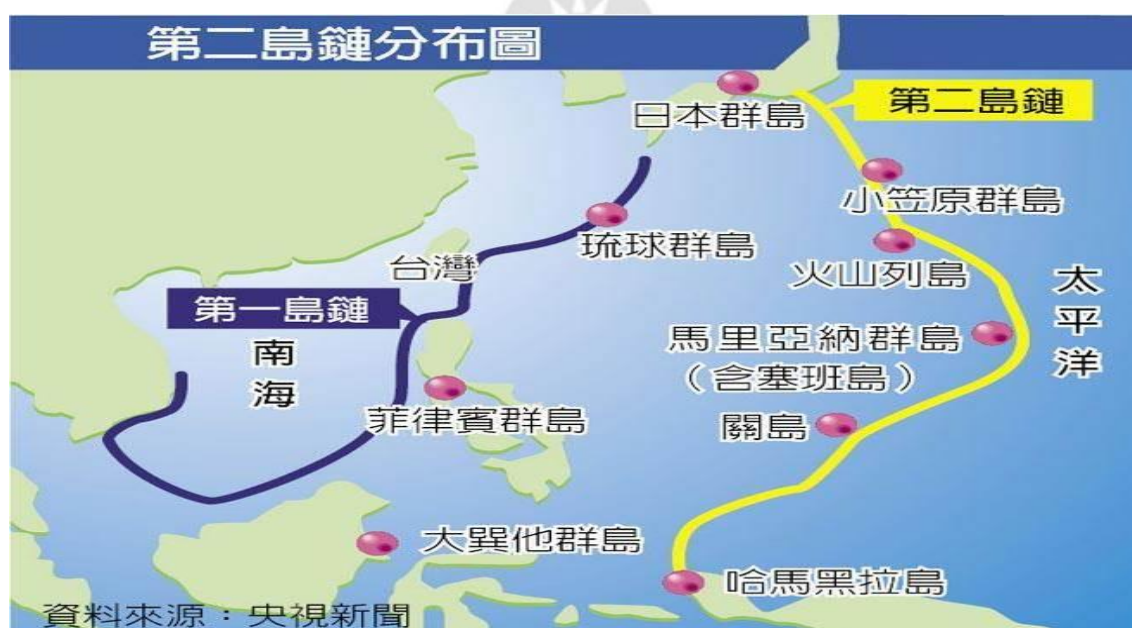 第二島鏈分布圖
日本群島
第二島鏈
小笠原群島
琉球群島
台灣
火山列島
太平洋
第一島鏈
南海
馬里亞納群島
（含塞班島）
菲律賓群島
關島
大巽他群島
哈馬黑拉島
資料來源：央視新聞